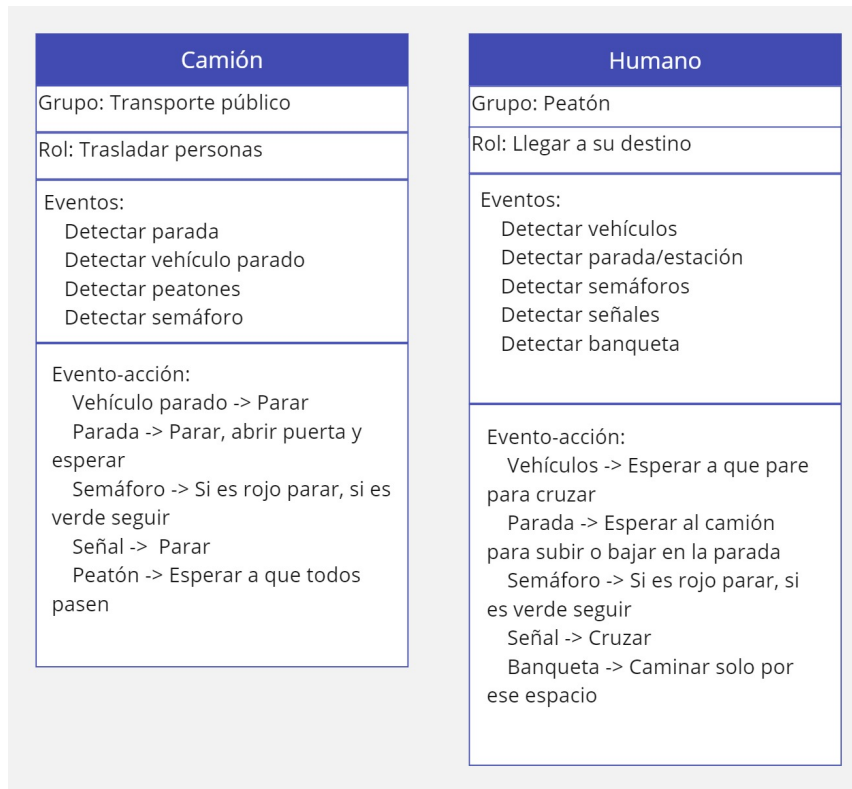 Camión
Grupo: Transporte público
Rol: Trasladar personas
Eventos:
Detectar parada
Detectar vehículo parado
Detectar peatones
Detectar semáforo
Evento-acción:
Vehículo parado -> Parar
Parada -> Parar, abrir puerta y
esperar
Semáforo -> Si es rojo parar, si es
verde seguir
Señal -> Parar
Peatón -> Esperar a que todos
pasen
Humano
Grupo: Peatón
Rol: Llegar a su destino
Eventos:
Detectar vehículos
Detectar parada/estación
Detectar semáforos
Detectar señales
Detectar banqueta
Evento-acción:
Vehículos -> Esperar a que pare
para cruzar
Parada -> Esperar al camión
para subir o bajar en la parada
Semáforo -> Si es rojo parar, si
es verde seguir
Señal -> Cruzar
Banqueta -> Caminar solo por
ese espacio